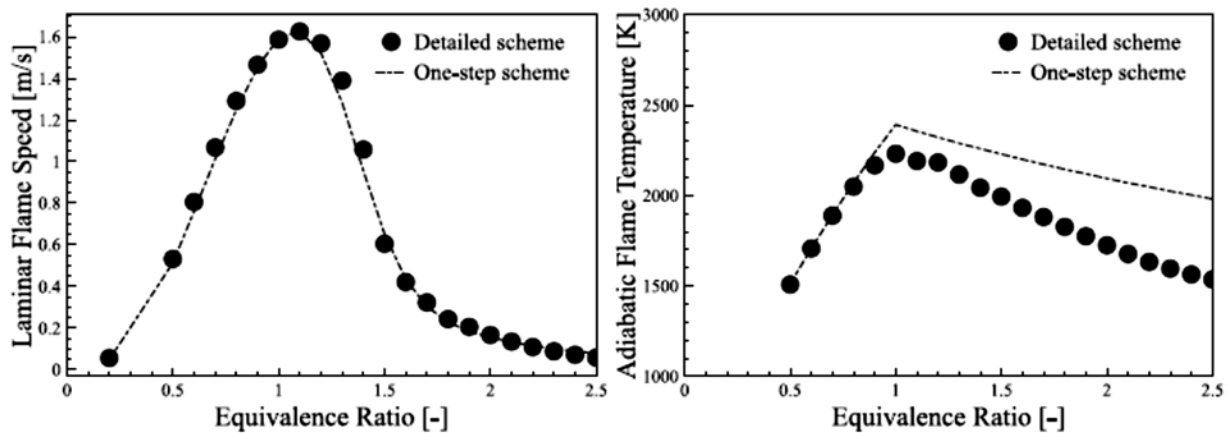 Laminar Flame Speed [m/s]
1.6
1.4
1.2
1
0.8
0.6
0.4
0.2
0
Detailed scheme
One-step scheme
0 0.5 1 1.5 2 2.5
Equivalence Ratio [-]
Adiabatic Flame Temperature [K]
3000
2500
2000
1500
1000
Detailed scheme
One-step scheme
0 0.5 1 1.5 2 2.5
Equivalence Ratio [-]